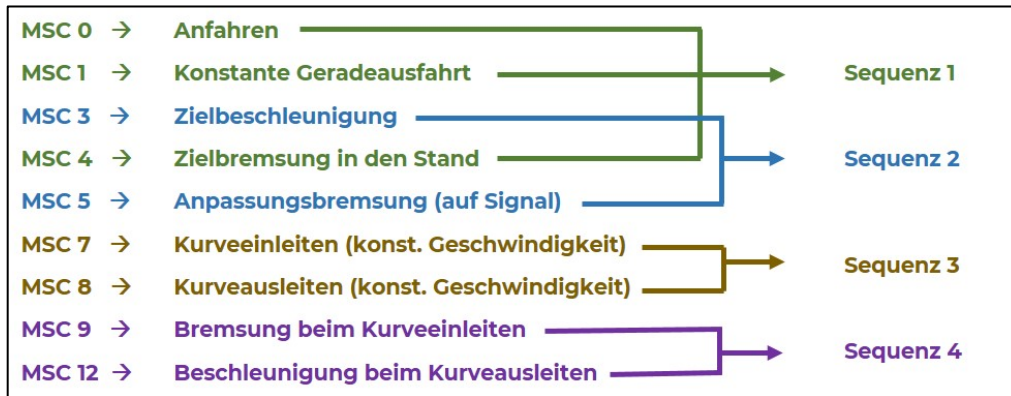 MSC 0 → Anfahren
MSC 1 → Konstante Geradeausfahrt Sequenz 1
MSC 3 → Zielbeschleunigung
MSC 4 → Zielbremsung in den Stand Sequenz 2
MSC 5 → Anpassungsbremsung (auf Signal)
MSC 7 → Kurveeinleiten (konst. Geschwindigkeit)
Sequenz 3
MSC 8 → Kurveausleiten (konst. Geschwindigkeit)
MSC 9 → Bremsung beim Kurveeinleiten
Sequenz 4
MSC 12 → Beschleunigung beim Kurveausleiten